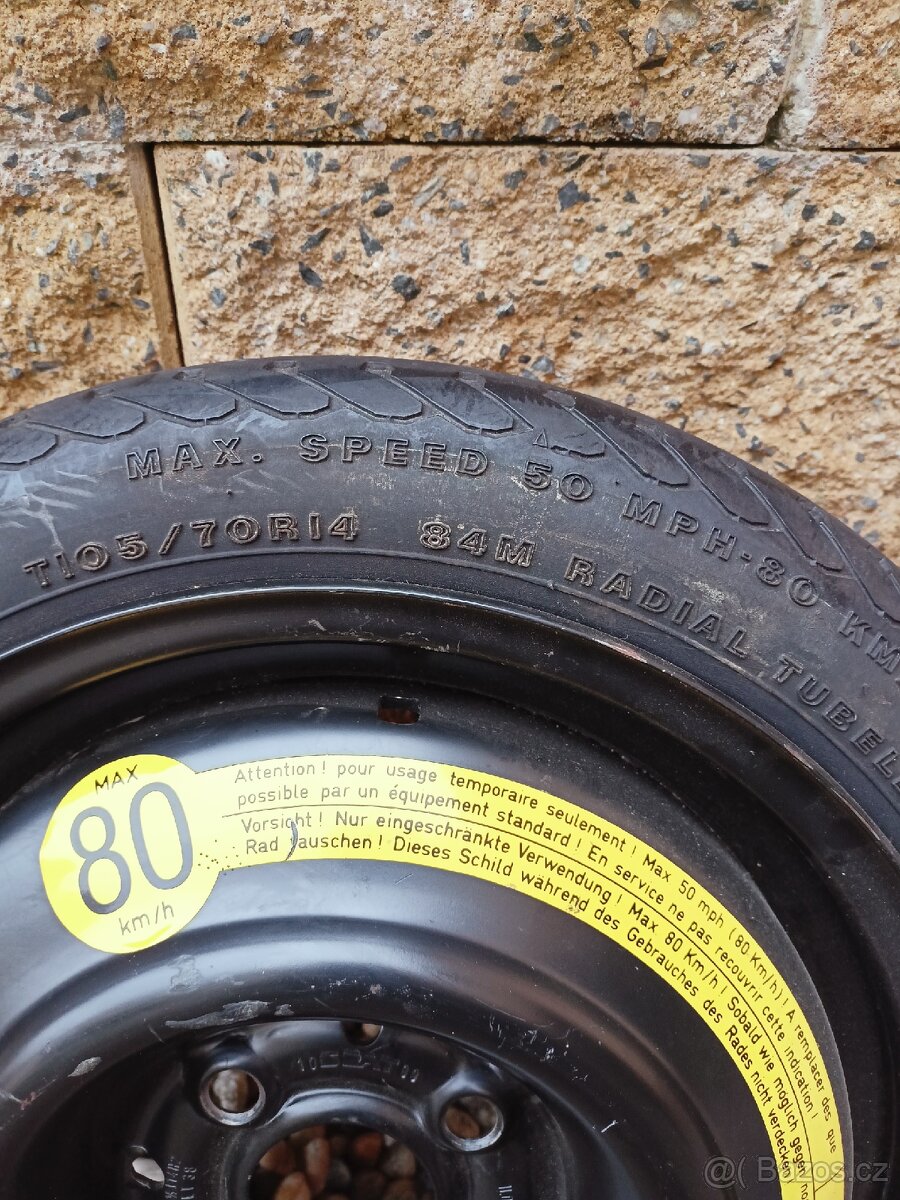 MAX. SPEED 50 MPH-80 KM
T105/70R14 84M RADIAL TUBEL
MAX
80
km/h
Attention! pour usage temporaire seulement! Max 50 mph (80 Km/h)! A remplacer des que
possible par un équipement standard! En service ne pas recouvrir cette indication!
Vorsicht! Nur eingeschränkte Verwendung! Max 80 Km/h! Sobald wie möglich gegen no
Rad tauschen! Dieses Schild während des Gebrauches des Rades nicht verdecken
@ Bazos.cz